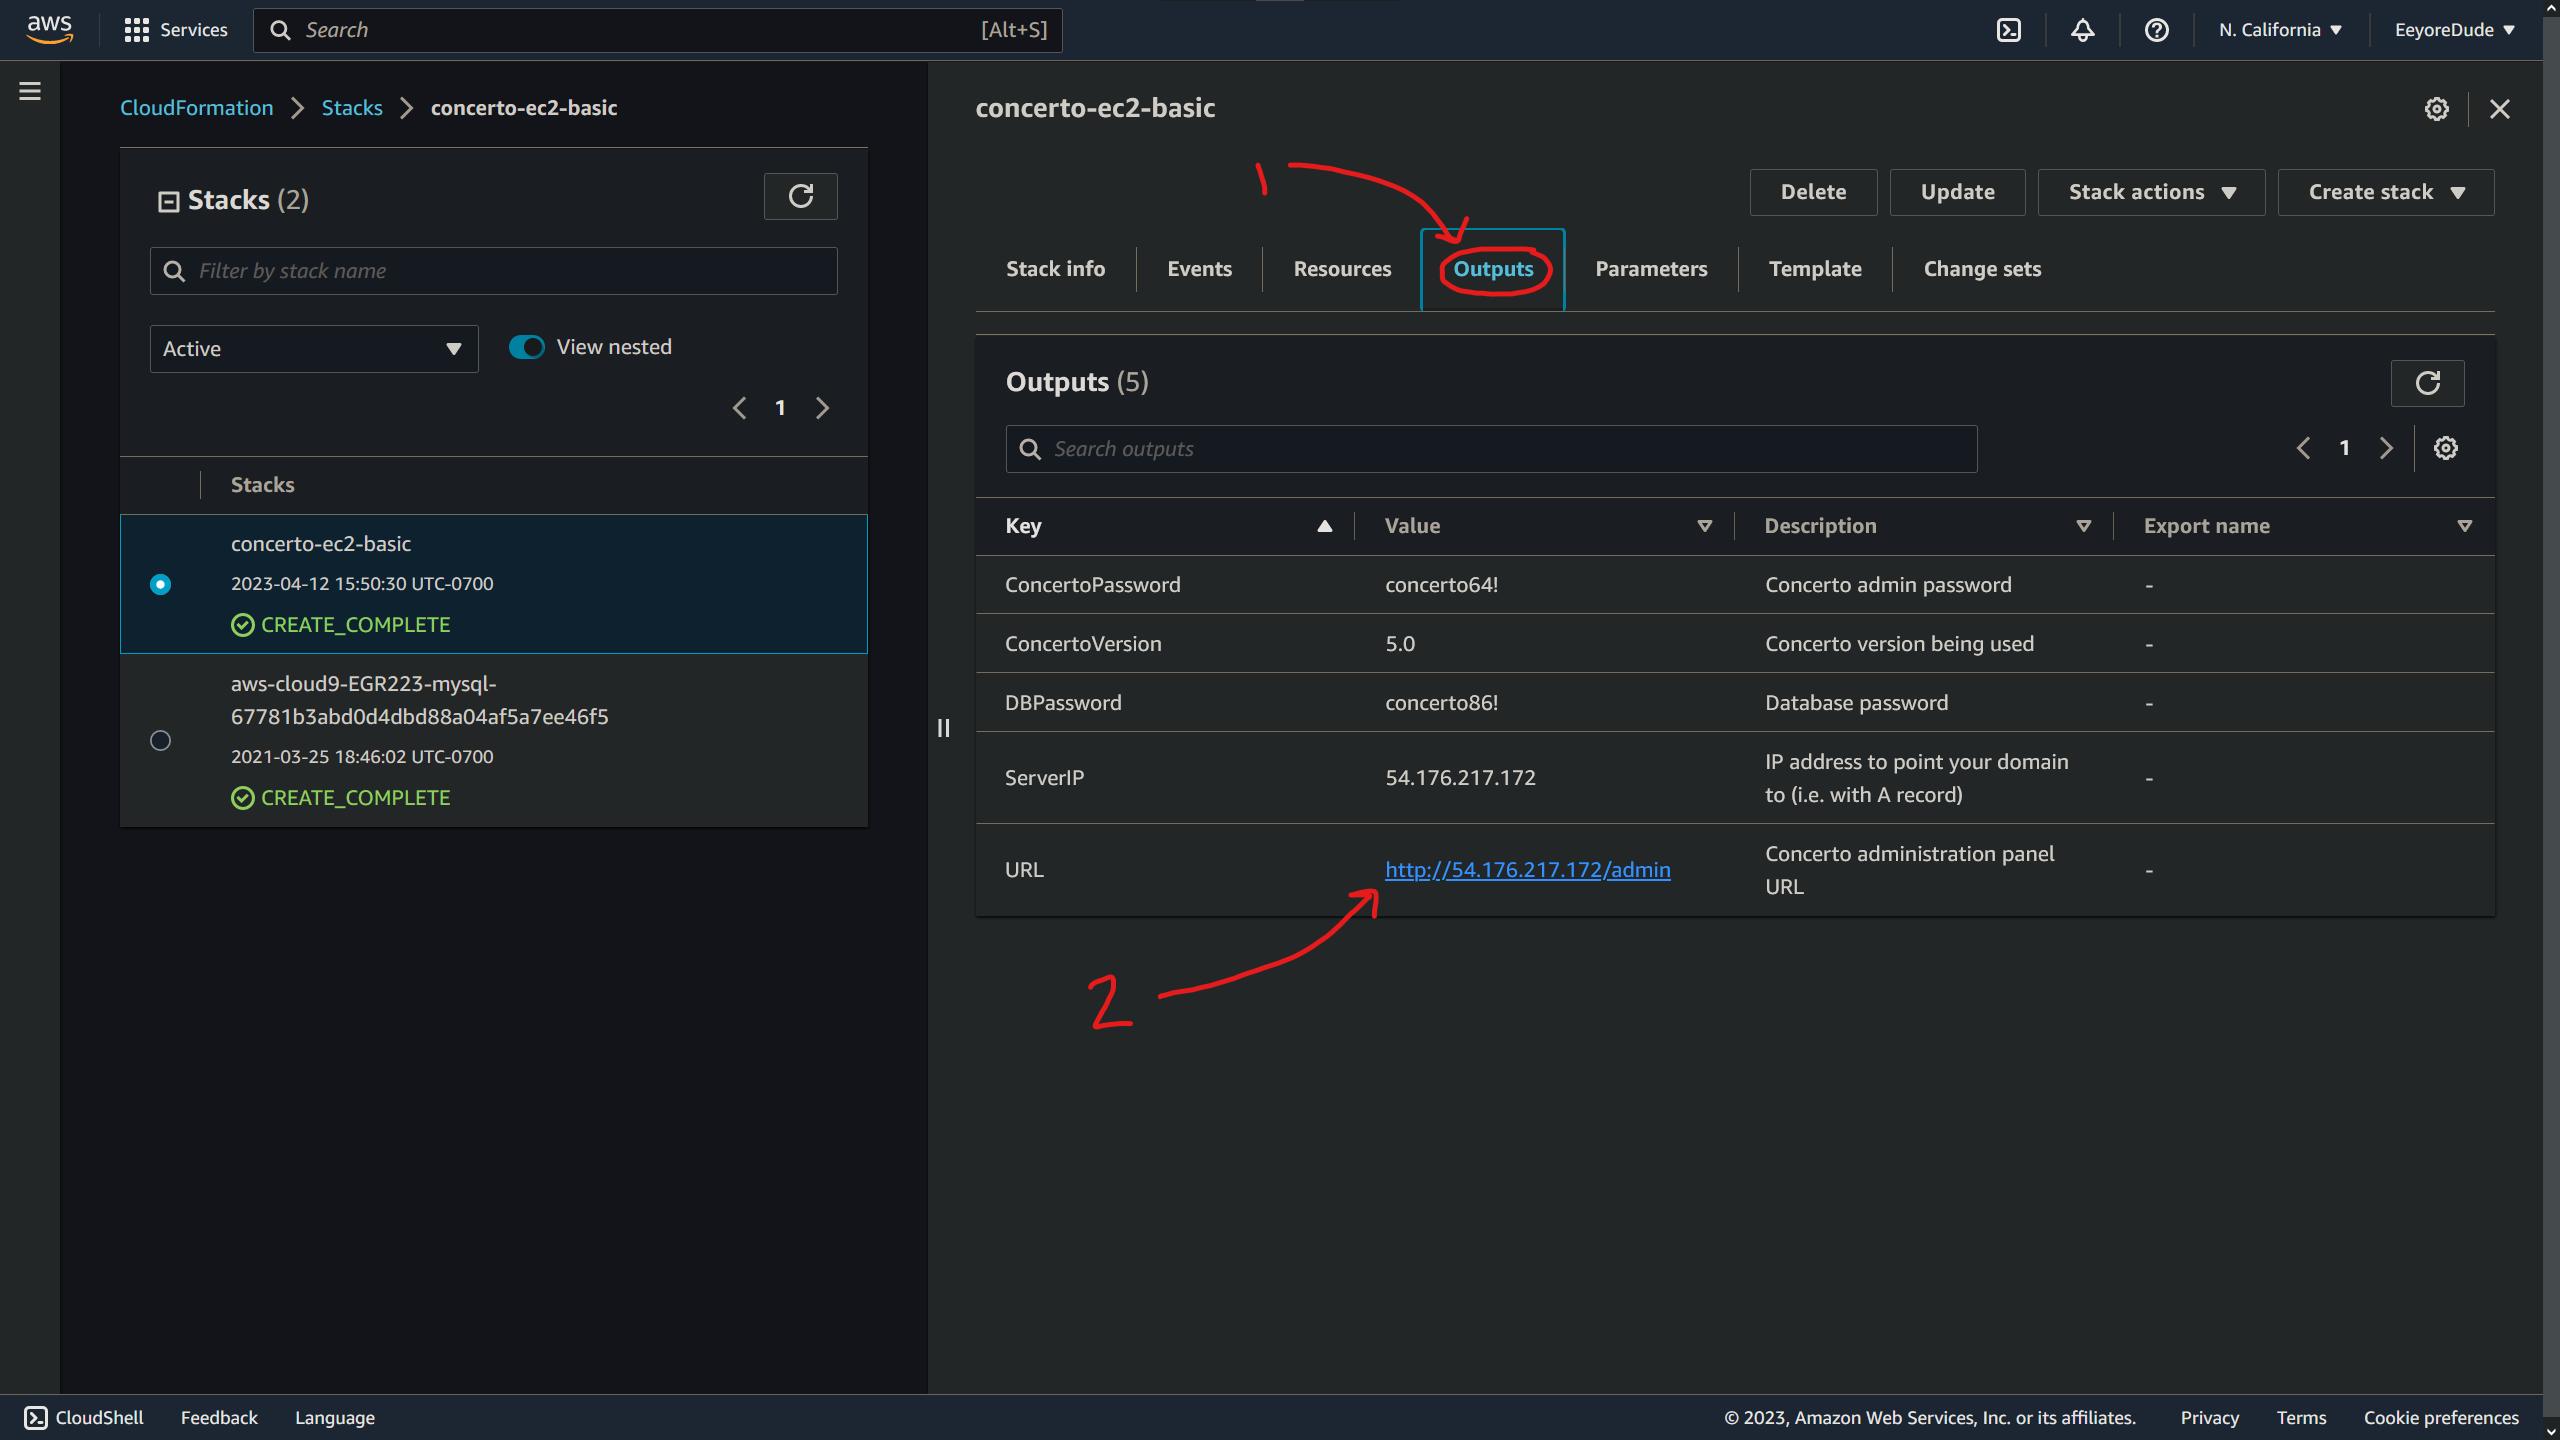 aws
Services
Search
[Alt+S]
N. California
EeyoreDude
CloudFormation
Stacks
concerto-ec2-basic
Stacks (2)
Filter by stack name
Active
View nested
1
Stacks
concerto-ec2-basic
2023-04-12 15:50:30 UTC-0700
CREATE_COMPLETE
aws-cloud9-EGR223-mysql-
67781b3abd0d4dbd88a04af5a7ee46f5
2021-03-25 18:46:02 UTC-0700
CREATE_COMPLETE
concerto-ec2-basic
1
Delete
Update
Stack actions
Create stack
Stack info
Events
Resources
Outputs
Parameters
Template
Change sets
Outputs (5)
Search outputs
1
Key
Value
Description
Export name
ConcertoPassword
concerto64!
Concerto admin password
-
ConcertoVersion
5.0
Concerto version being used
-
DBPassword
concerto86!
Database password
-
ServerIP
54.176.217.172
IP address to point your domain
to (i.e. with A record)
-
URL
http://54.176.217.172/admin
Concerto administration panel
URL
-
2
CloudShell
Feedback
Language
© 2023, Amazon Web Services, Inc. or its affiliates.
Privacy
Terms
Cookie preferences